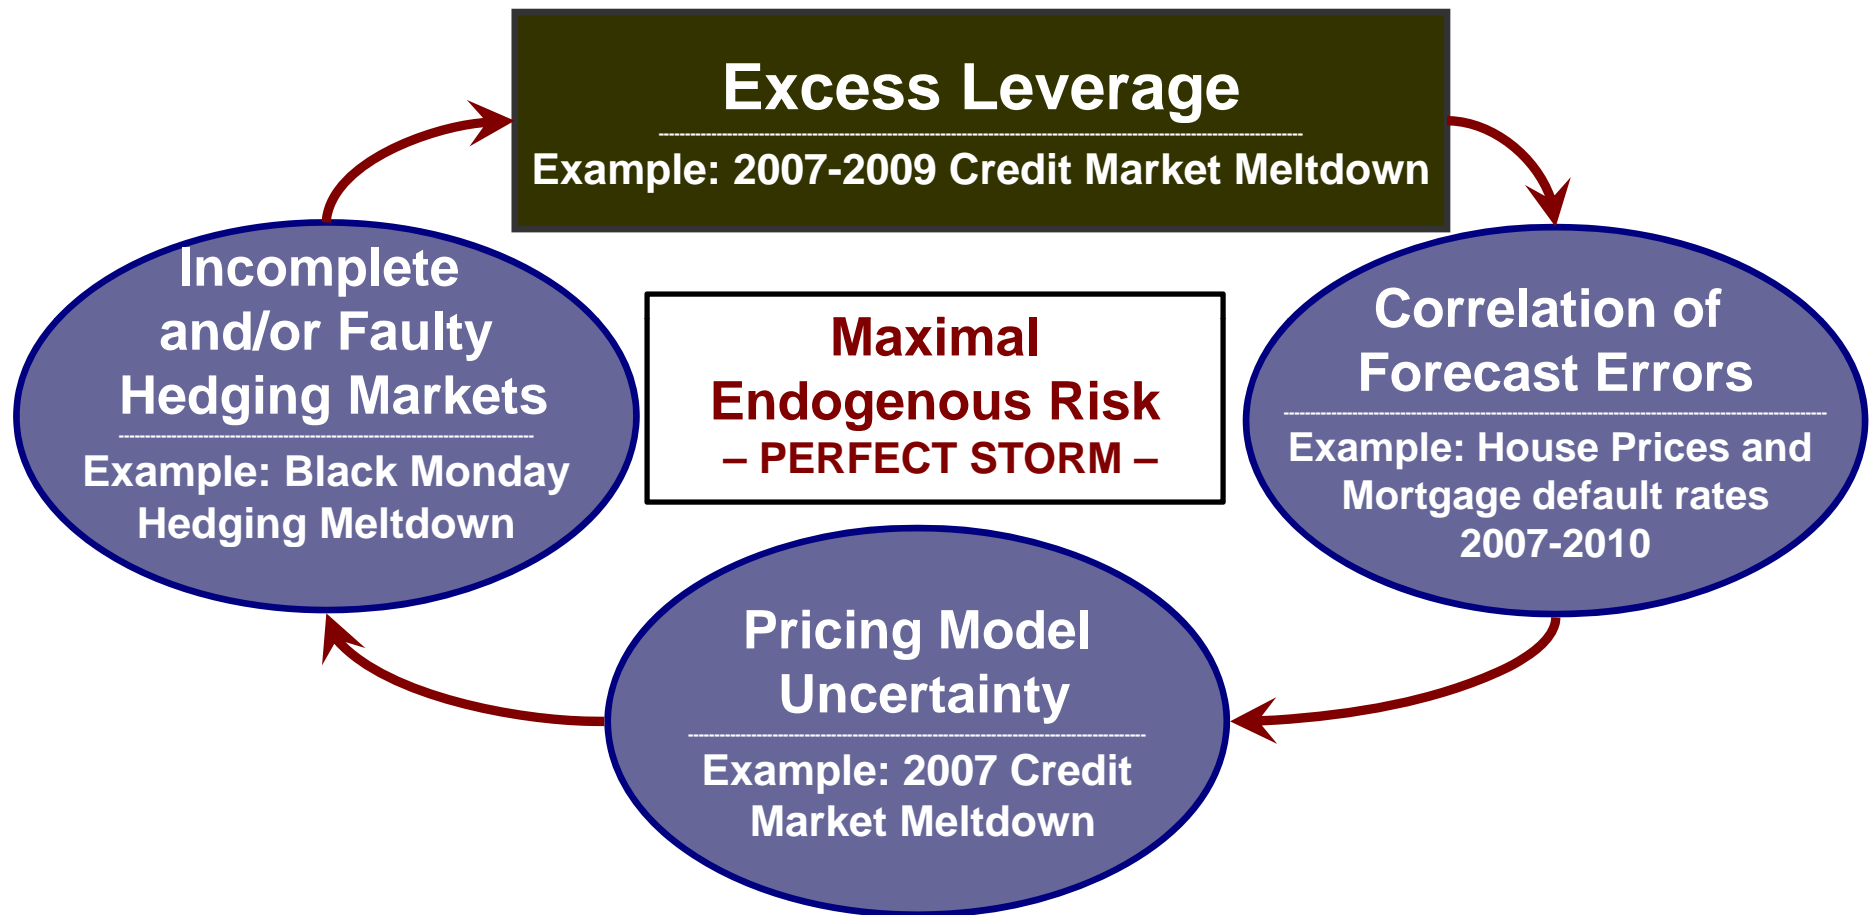 Excess Leverage
Example: 2007-2009 Credit Market Meltdown
Incomplete
and/or Faulty
Hedging Markets
Example: Black Monday
Hedging Meltdown
Maximal
Endogenous Risk
– PERFECT STORM –
Correlation of
Forecast Errors
Example: House Prices and
Mortgage default rates
2007-2010
Pricing Model
Uncertainty
Example: 2007 Credit
Market Meltdown